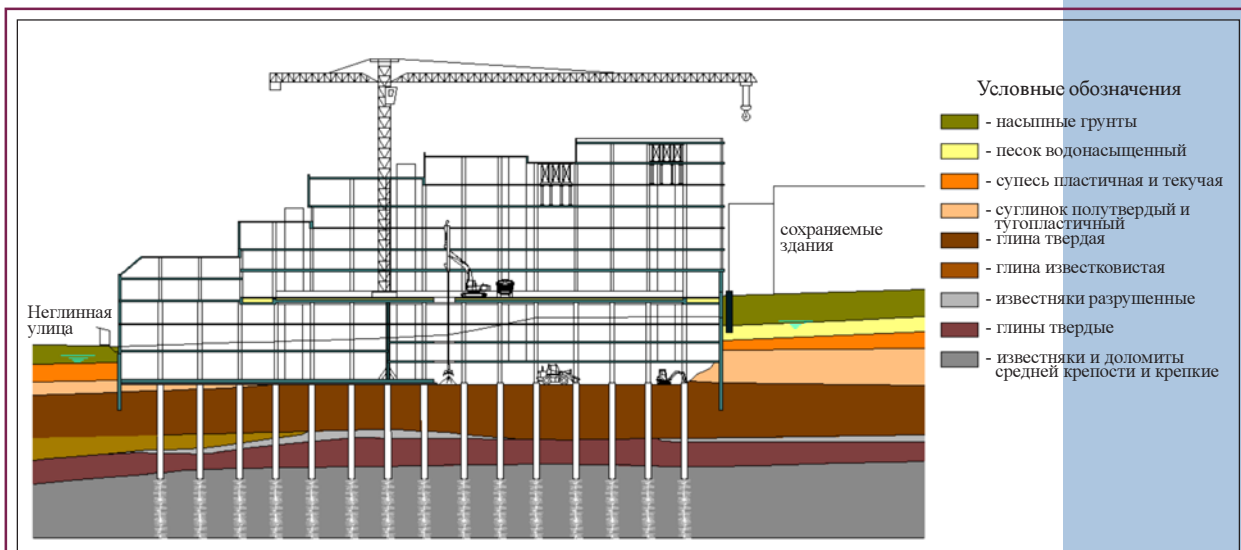 Условные обозначения
- насыпные грунты
- песок водонасыщенный
- супесь пластичная и текучая
- суглинок полутвердый и
тугопластичный
- глина твердая
- глина известковистая
- известняки разрушенные
- глины твердые
- известняки и доломиты
средней крепости и крепкие
сохраняемые
здания
Неглинная
улица